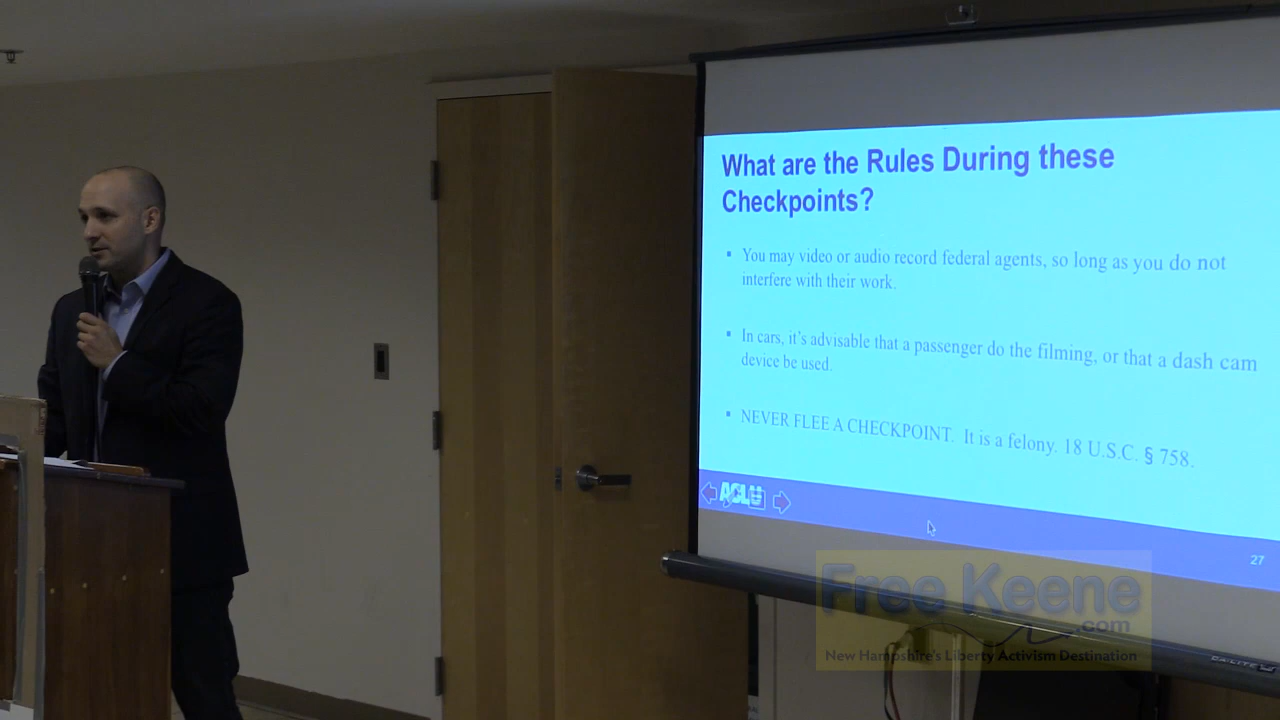 What are the Rules During these
Checkpoints?
▪ You may video or audio record federal agents, so long as you do not
interfere with their work.
▪ In cars, it's advisable that a passenger do the filming, or that a dash cam
device be used.
▪ NEVER FLEE A CHECKPOINT. It is a felony. 18 U.S.C. § 758.
ACLU
27
Free Keene
.com
New Hampshire's Liberty Activism Destination
DA-LITE